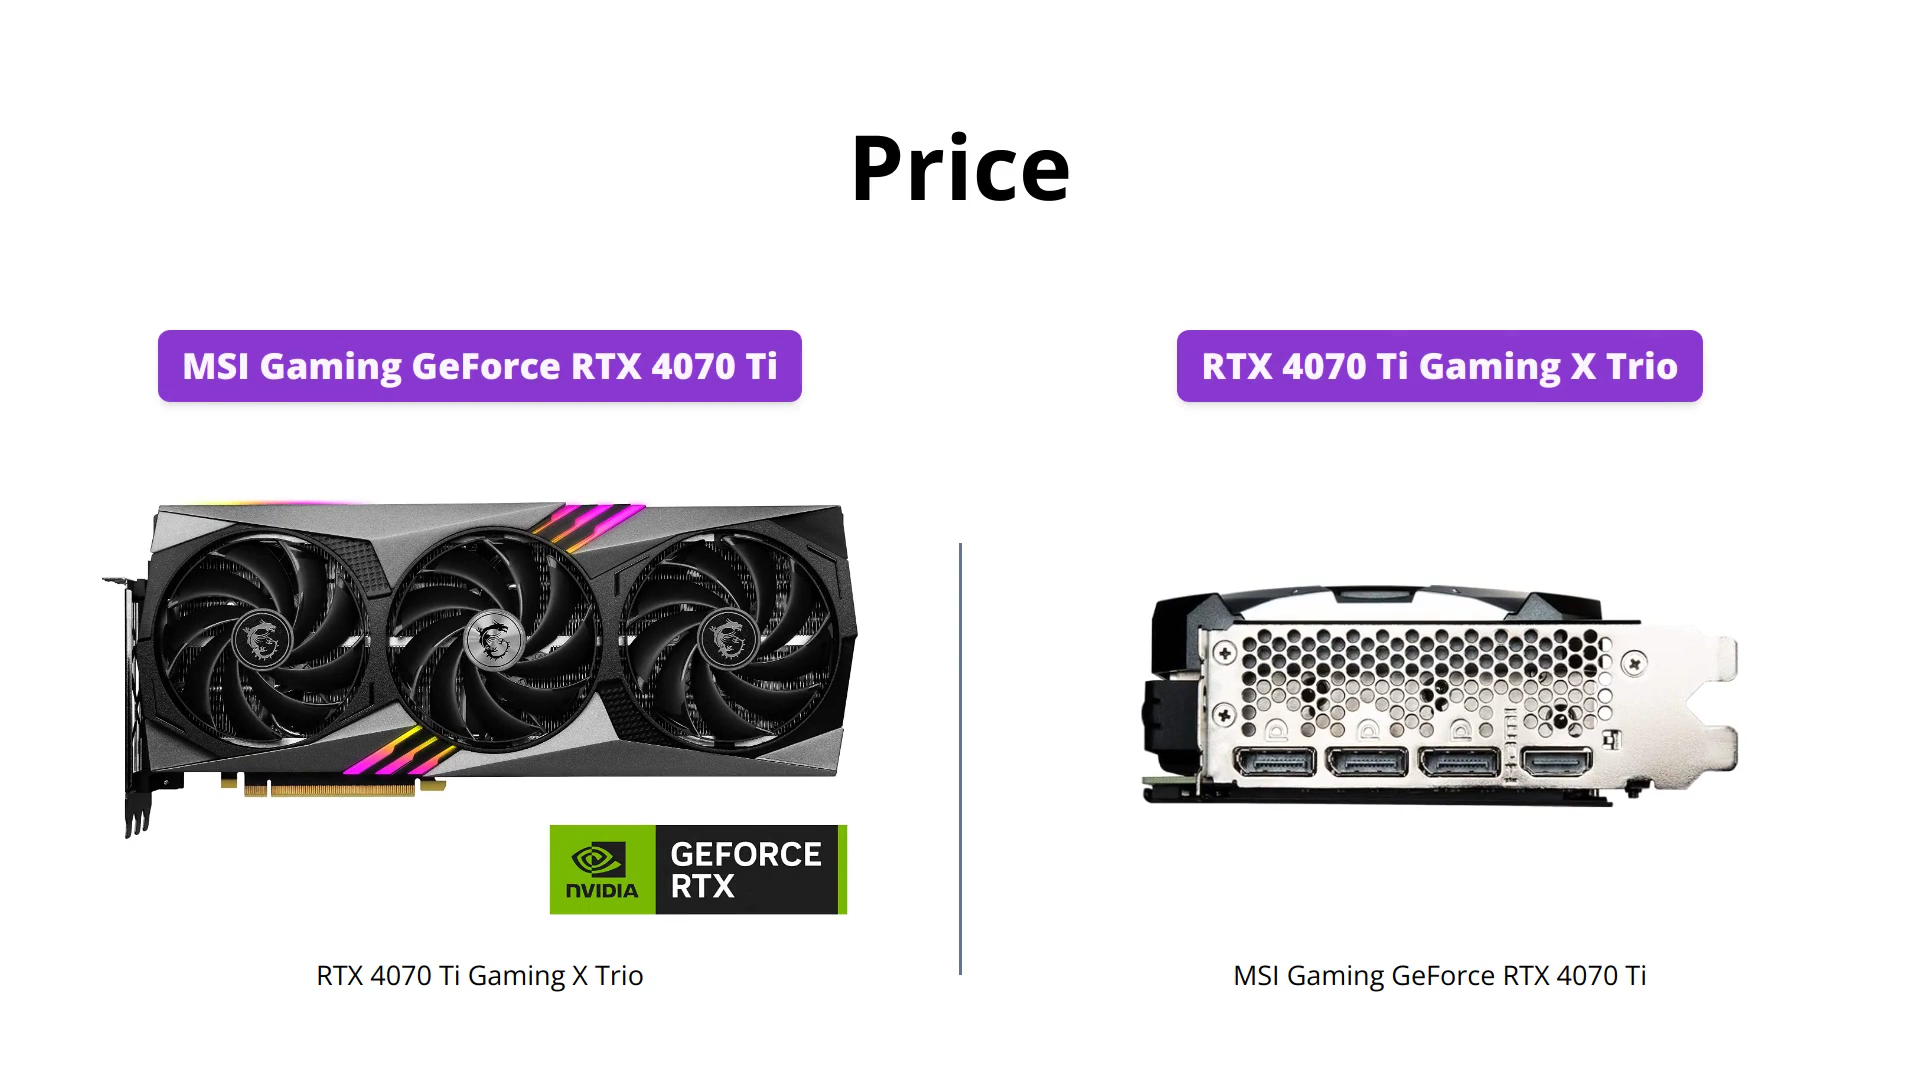 Price
MSI Gaming GeForce RTX 4070 Ti
RTX 4070 Ti Gaming X Trio
NVIDIA
GEFORCE
RTX
RTX 4070 Ti Gaming X Trio
MSI Gaming GeForce RTX 4070 Ti